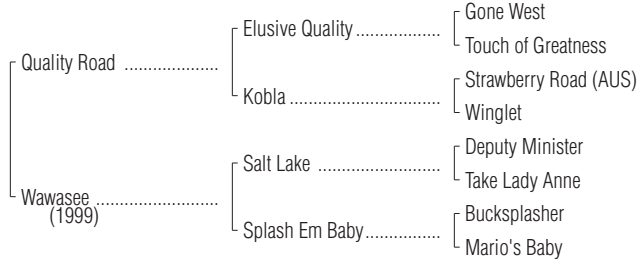 Gone West
Elusive Quality ....................
Touch of Greatness
Quality Road ......................
Strawberry Road (AUS)
Kobla ...................................
Winglet
Deputy Minister
Salt Lake ............................
Take Lady Anne
Wawasee ............................
(1999)
Bucksplasher
Splash Em Baby .................
Mario's Baby